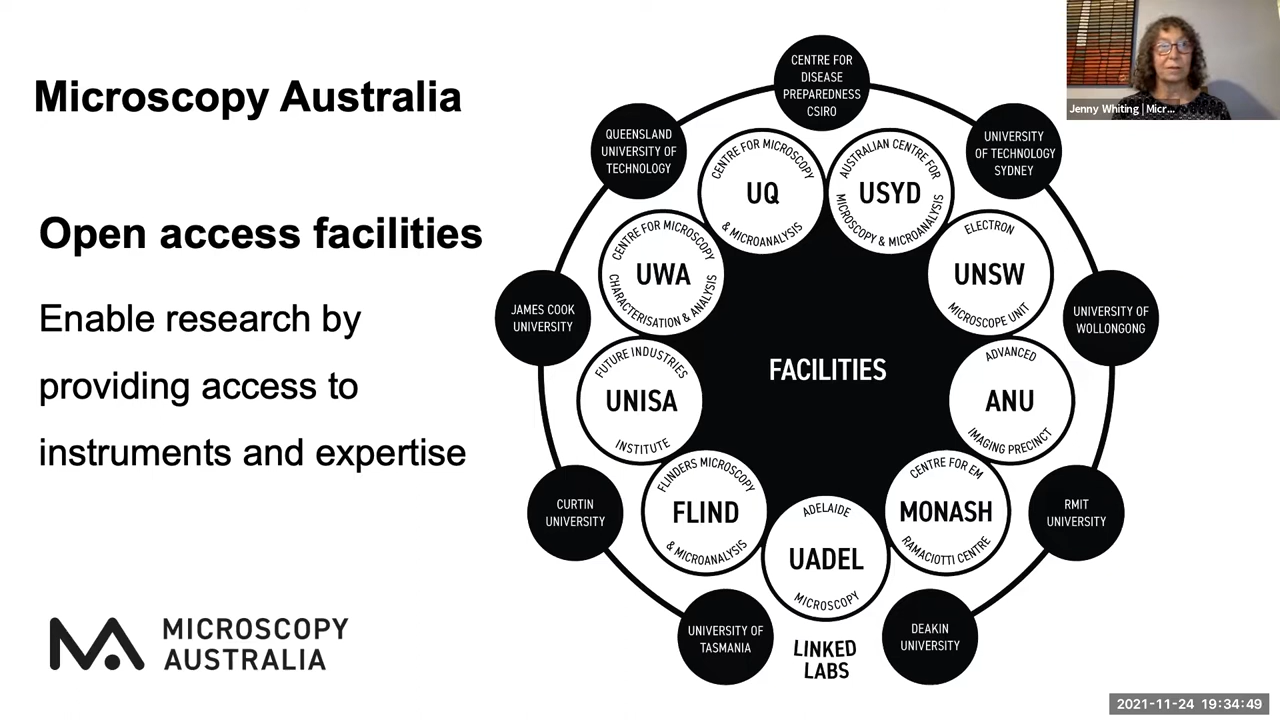 Microscopy Australia
Open access facilities
Enable research by
providing access to
instruments and expertise
MICROSCOPY
AUSTRALIA
CENTRE FOR
DISEASE
PREPAREDNESS
CSIRO
QUEENSLAND
UNIVERSITY OF
TECHNOLOGY
UNIVERSITY
OF TECHNOLOGY
SYDNEY
CENTRE FOR MICROSCOPY
UQ
& MICROANALYSIS
AUSTRALIAN CENTRE FOR
USYD
MICROSCOPY & MICROANALYSIS
CENTRE FOR MICROSCOPY
UWA
CHARACTERISATION & ANALYSIS
ELECTRON
UNSW
MICROSCOPE UNIT
JAMES COOK
UNIVERSITY
UNIVERSITY OF
WOLLONGONG
FACILITIES
FUTURE INDUSTRIES
UNISA
INSTITUTE
ADVANCED
ANU
IMAGING PRECINCT
FLINDERS MICROSCOPY
FLIND
& MICROANALYSIS
CENTRE FOR EM
MONASH
RAMACIOTTI CENTRE
CURTIN
UNIVERSITY
RMIT
UNIVERSITY
ADELAIDE
UADEL
MICROSCOPY
UNIVERSITY OF
TASMANIA
LINKED
LABS
DEAKIN
UNIVERSITY
Jenny Whiting | Micr...
2021-11-24 19:34:49